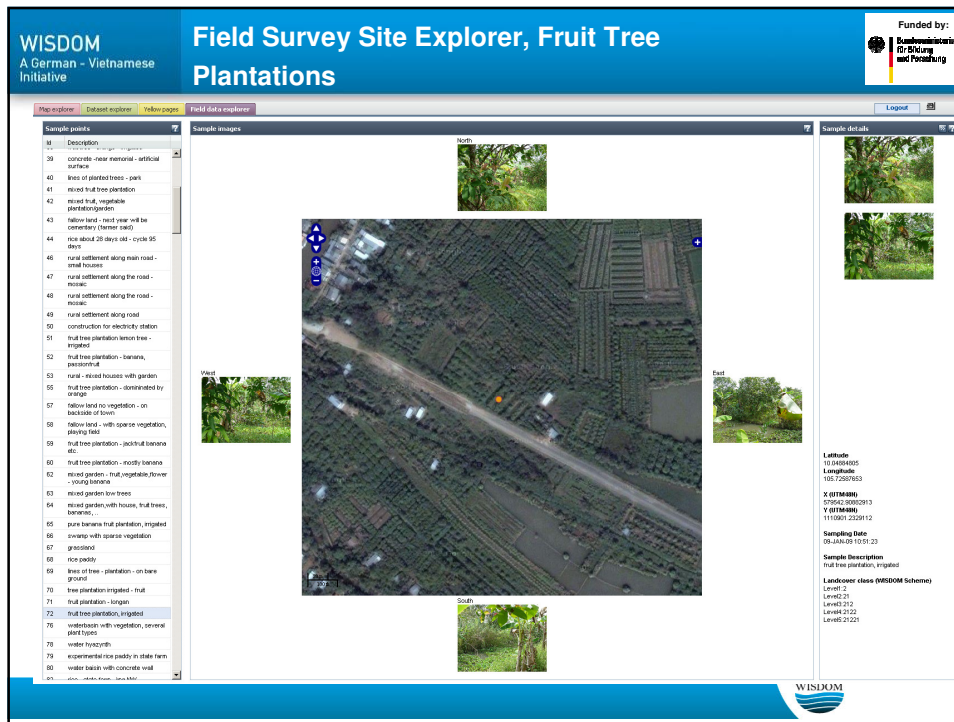 WISDOM
A German - Vietnamese
Initiative
Field Survey Site Explorer, Fruit Tree
Plantations
Funded by:
Bundesministerium
für Bildung
und Forschung
Map explorer
Dataset explorer
Yellow pages
Field data explorer
Logout
Sample points
Id Description
39 concrete -near memorial - artificial
surface
40 lines of planted trees - park
41 mixed fruit tree plantation
42 mixed fruit, vegetable
plantation/garden
43 fallow land - next year will be
cementary (farmer said)
44 rice about 28 days old - cycle 95
days
46 rural settlement along main road -
small houses
47 rural settlement along the road -
mosaic
48 rural settlement along the road -
mosaic
49 rural settlement along road
50 construction for electricity station
51 fruit tree plantation lemon tree -
irrigated
52 fruit tree plantation - banana,
passionfruit
53 rural - mixed houses with garden
55 fruit tree plantation - domininated by
orange
57 fallow land no vegetation - on
backside of town
58 fallow land - with sparse vegetation,
playing field
59 fruit tree plantation - jackfruit banana
etc.
60 fruit tree plantation - mostly banana
62 mixed garden - fruit,vegetable,flower
- young banana
63 mixed garden low trees
64 mixed garden,with house, fruit trees,
bananas,...
65 pure banana fruit plantation, irrigated
66 swamp with sparse vegetation
67 grassland
68 rice paddy
69 lines of tree - plantation - on bare
ground
70 tree plantation irrigated - fruit
71 fruit plantation - longan
72 fruit tree plantation, irrigated
76 waterbasin with vegetation, several
plant types
78 water hyazynth
79 experimental rice paddy in state farm
80 water baisin with concrete wall
Sample images
North
West
East
South
Sample details
Latitude
10.04884805
Longitude
105.72587653
X (UTM48N)
579542.90882913
Y (UTM48N)
1110901.2329112
Sampling Date
09-JAN-09 10:51:23
Sample Description
fruit tree plantation, irrigated
Landcover class (WISDOM Scheme)
Level1:2
Level2:21
Level3:212
Level4:2122
Level5:21221
WISDOM